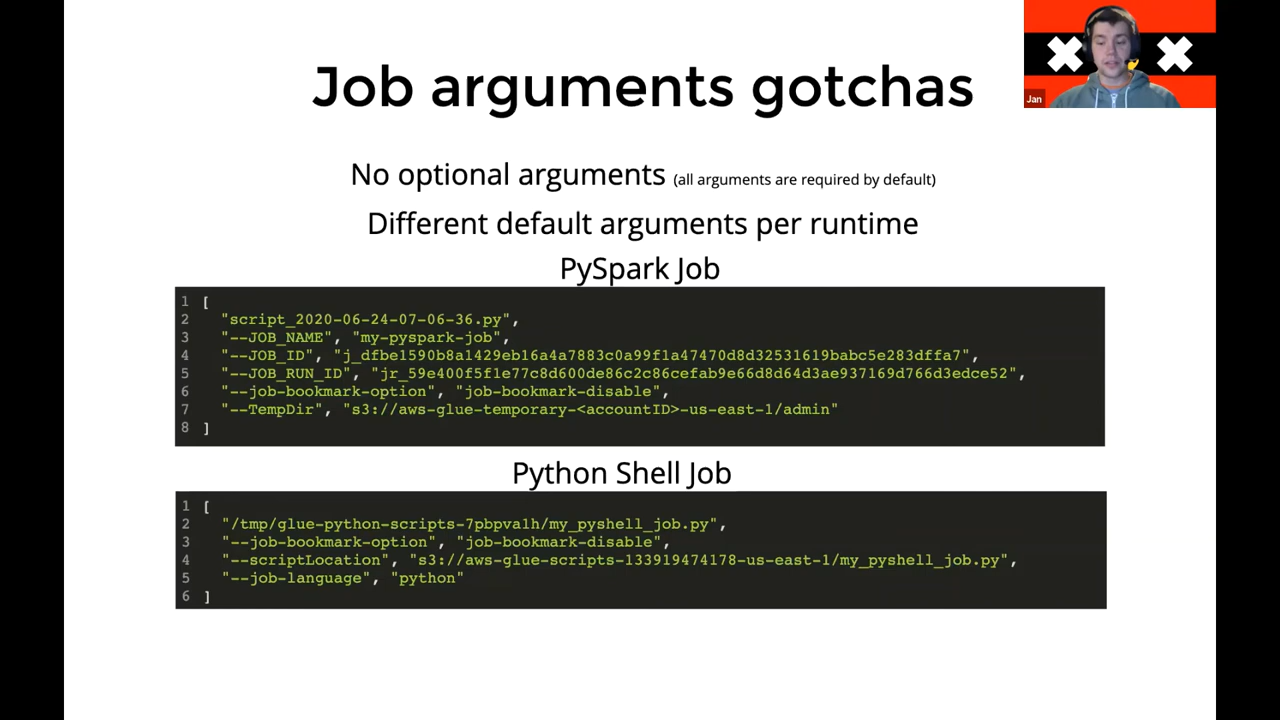 Job arguments gotchas
Jan
No optional arguments (all arguments are required by default)
Different default arguments per runtime
PySpark Job
1 [
2 "script_2020-06-24-07-06-36.py",
3 "--JOB_NAME", "my-pyspark-job",
4 "--JOB_ID", "j_dfbe1590b8a1429eb16a4a7883c0a99f1a47470d8d32531619babc5e283dffa7",
5 "--JOB_RUN_ID", "jr_59e400f5f1e77c8d600de86c2c86cefab9e66d8d64d3ae937169d766d3edce52",
6 "--job-bookmark-option", "job-bookmark-disable",
7 "--TempDir", "s3://aws-glue-temporary-<accountID>-us-east-1/admin"
8 ]
Python Shell Job
1 [
2 "/tmp/glue-python-scripts-7pbpva1h/my_pyshell_job.py",
3 "--job-bookmark-option", "job-bookmark-disable",
4 "--scriptLocation", "s3://aws-glue-scripts-133919474178-us-east-1/my_pyshell_job.py",
5 "--job-language", "python"
6 ]